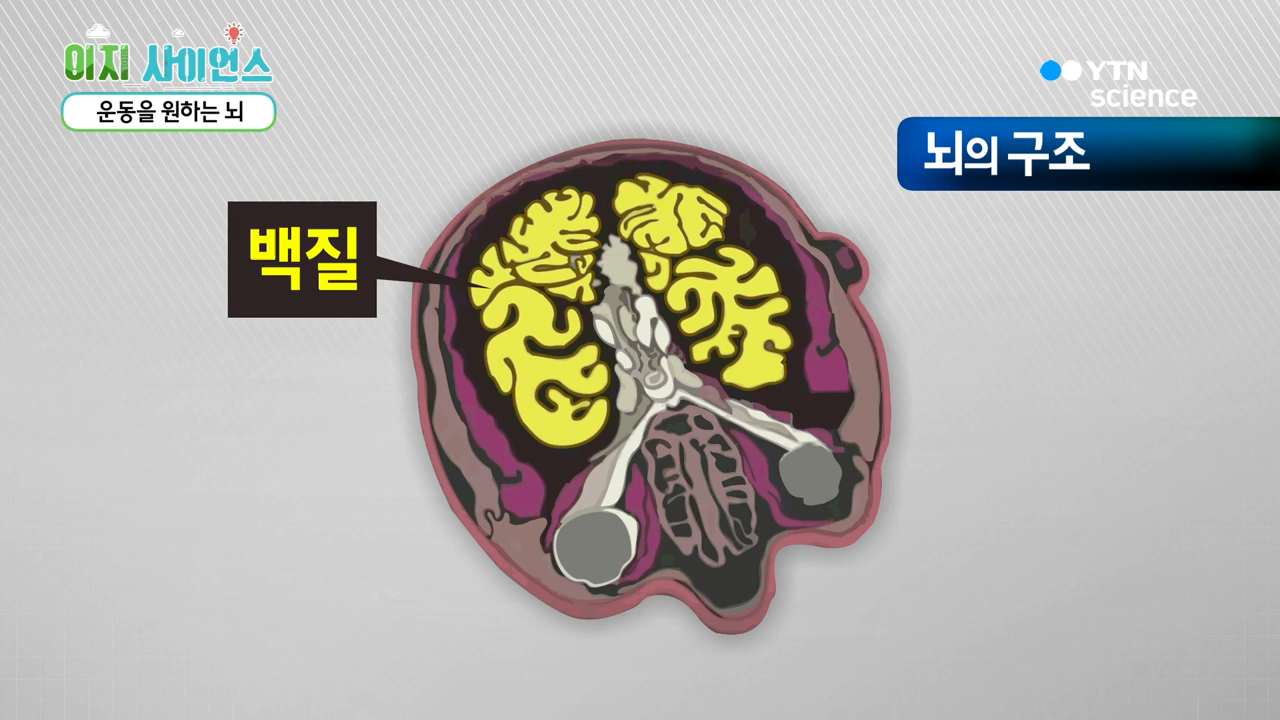 이지 사이언스
운동을 원하는 뇌
YTN
science
뇌의 구조
백질